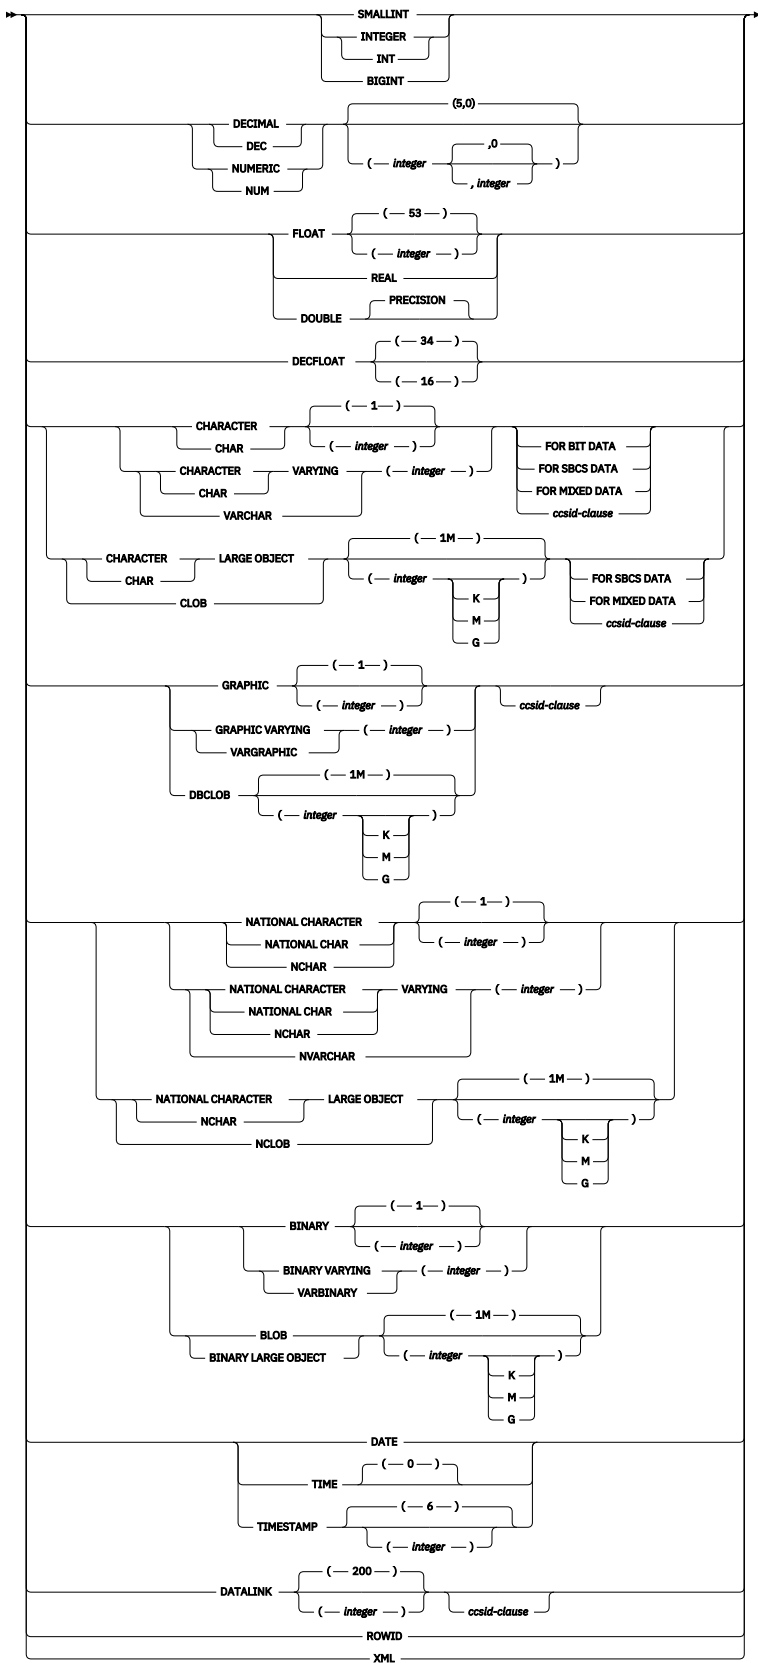 SMALLINT
INTEGER
INT
BIGINT
(5,0)
DECIMAL
DEC
,0
( integer )
NUMERIC
, integer
NUM
( 53 )
FLOAT
( integer )
REAL
PRECISION
DOUBLE
( 34 )
DECFLOAT
( 16 )
( 1 )
CHARACTER
CHAR ( integer ) FOR BIT DATA
CHARACTER VARYING ( integer ) FOR SBCS DATA
CHAR FOR MIXED DATA
VARCHAR ccsid-clause
( 1M )
CHARACTER LARGE OBJECT
CHAR ( integer ) FOR SBCS DATA
K
CLOB FOR MIXED DATA
M ccsid-clause
G
( 1 )
GRAPHIC
( integer ) ccsid-clause
GRAPHIC VARYING ( integer )
VARGRAPHIC
( 1M )
DBCLOB
( integer )
K
M
G
( 1 )
NATIONAL CHARACTER
NATIONAL CHAR ( integer )
NCHAR
NATIONAL CHARACTER VARYING ( integer )
NATIONAL CHAR
NCHAR
NVARCHAR
( 1M )
NATIONAL CHARACTER LARGE OBJECT
NCHAR ( integer )
K
NCLOB
M
G
( 1 )
BINARY
( integer )
BINARY VARYING ( integer )
VARBINARY
( 1M )
BLOB
BINARY LARGE OBJECT ( integer )
K
M
G
DATE
( 0 )
TIME
( 6 )
TIMESTAMP
( integer )
( 200 )
DATALINK
( integer ) ccsid-clause
ROWID
XML